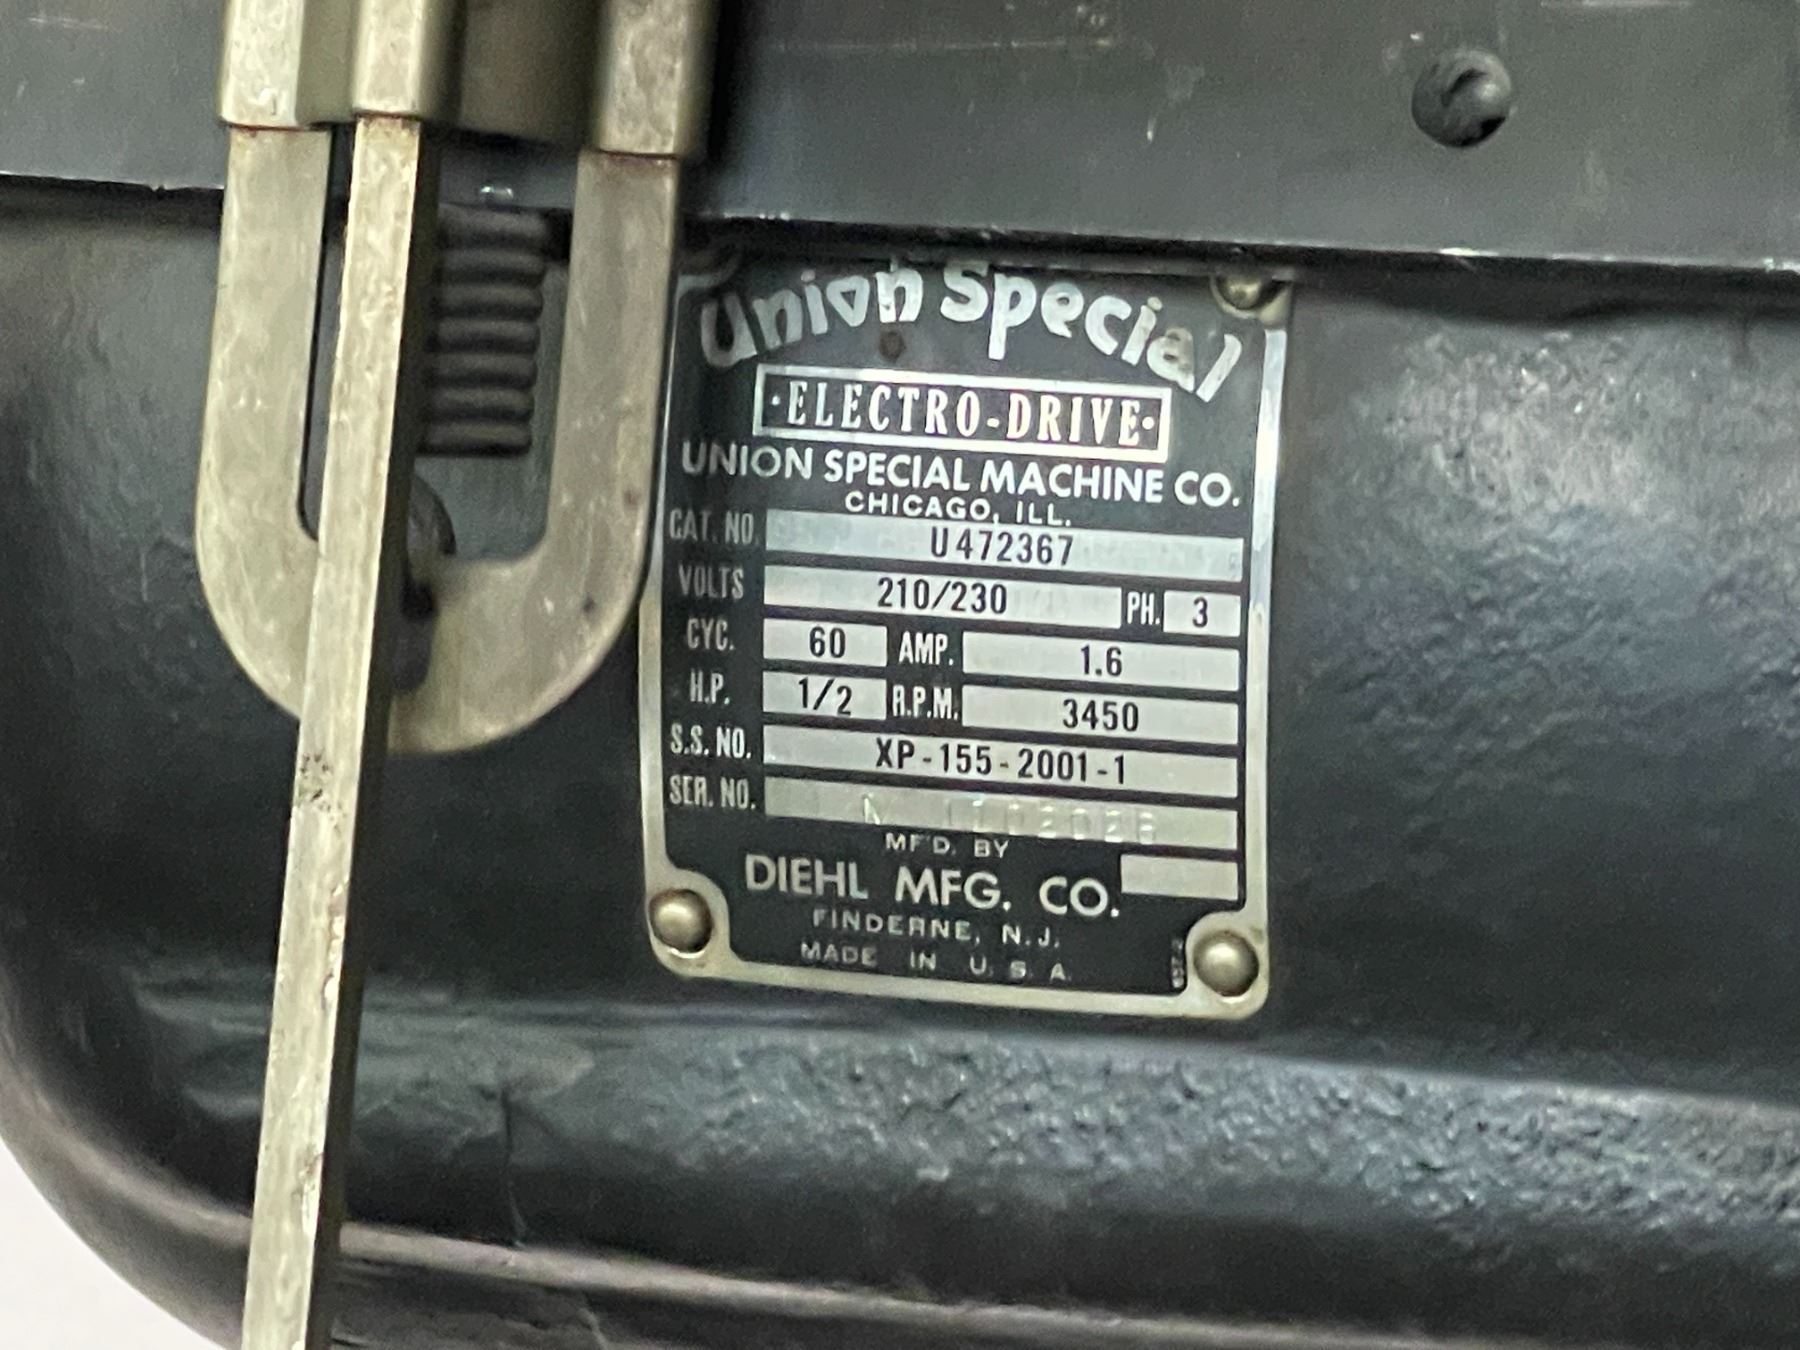 Union Special
·ELECTRO-DRIVE·
UNION SPECIAL MACHINE CO.
CHICAGO, ILL.
CAT. NO. U472367
VOLTS 210/230 PH. 3
CYC. 60 AMP. 1.6
H.P. 1/2 R.P.M. 3450
S.S. NO. XP-155-2001-1
SER. NO.
MF'D. BY
DIEHL MFG. CO.
FINDERNE, N.J.
MADE IN U.S.A.